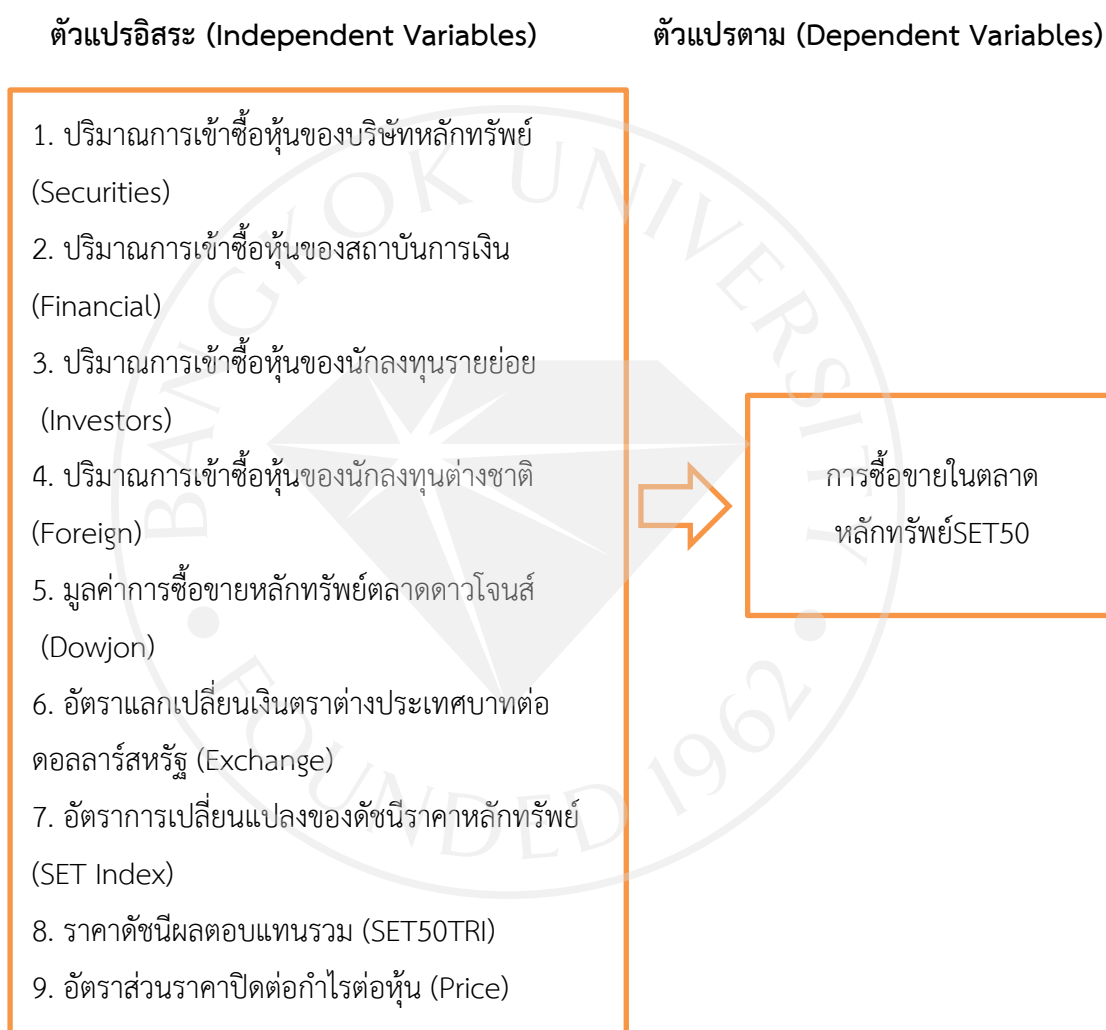 ตัวแปรอิสระ (Independent Variables)
ตัวแปรตาม (Dependent Variables)
1. ปริมาณการเข้าซื้อหุ้นของบริษัทหลักทรัพย์
(Securities)
2. ปริมาณการเข้าซื้อหุ้นของสถาบันการเงิน
(Financial)
3. ปริมาณการเข้าซื้อหุ้นของนักลงทุนรายย่อย
(Investors)
4. ปริมาณการเข้าซื้อหุ้นของนักลงทุนต่างชาติ
(Foreign)
5. มูลค่าการซื้อขายหลักทรัพย์ตลาดดาวโจนส์
(Dowjon)
6. อัตราแลกเปลี่ยนเงินตราต่างประเทศบาทต่อ
ดอลลาร์สหรัฐ (Exchange)
7. อัตราการเปลี่ยนแปลงของดัชนีราคาหลักทรัพย์
(SET Index)
8. ราคาดัชนีผลตอบแทนรวม (SET50TRI)
9. อัตราส่วนราคาปิดต่อกำไรต่อหุ้น (Price)
การซื้อขายในตลาด
หลักทรัพย์SET50
BANGKOK UNIVERSITY
FOUNDED 1962